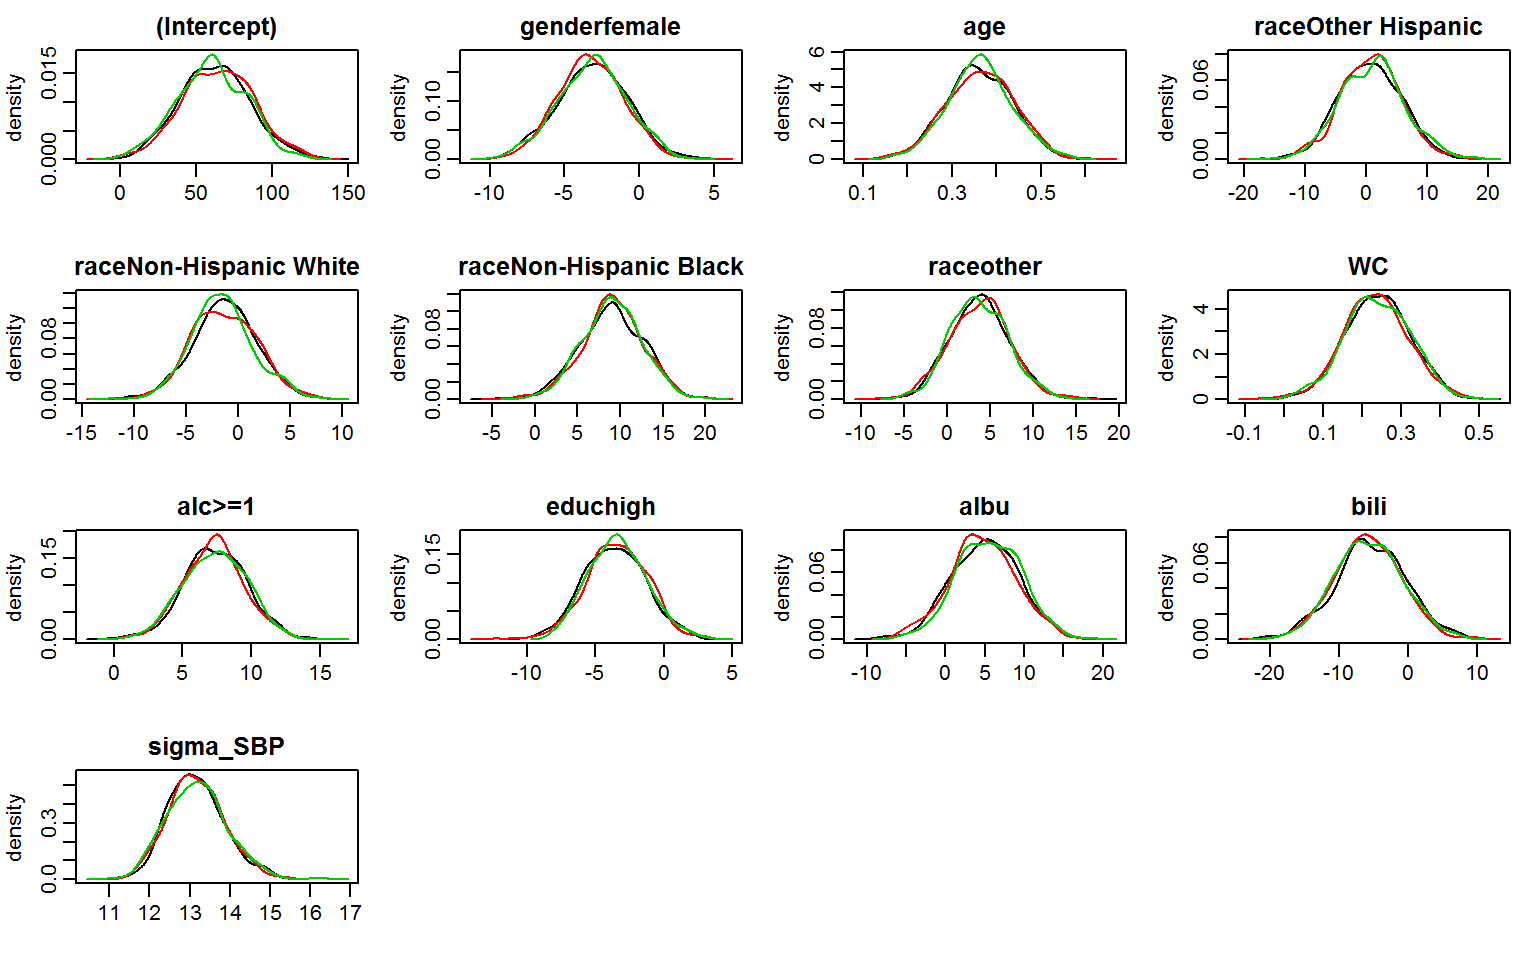 (Intercept) genderfemale age raceOther Hispanic
density 0.000 0.015 density 0.00 0.10 density 0 2 4 6 density 0.00 0.06
0 50 100 150 -10 -5 0 5 0.1 0.3 0.5 -20 -10 0 10 20
raceNon-Hispanic White raceNon-Hispanic Black raceother WC
density 0.00 0.08 density 0.00 0.08 density 0.00 0.08 density 0 2 4
-15 -10 -5 0 5 10 -5 0 5 10 15 20 -10 -5 0 5 10 15 20 -0.1 0.1 0.3 0.5
alc>=1 educhigh albu bili
density 0.00 0.15 density 0.00 0.15 density 0.00 0.06 density 0.00 0.06
0 5 10 15 -10 -5 0 5 -10 0 5 10 20 -20 -10 0 10
sigma_SBP
density 0.0 0.3
11 12 13 14 15 16 17